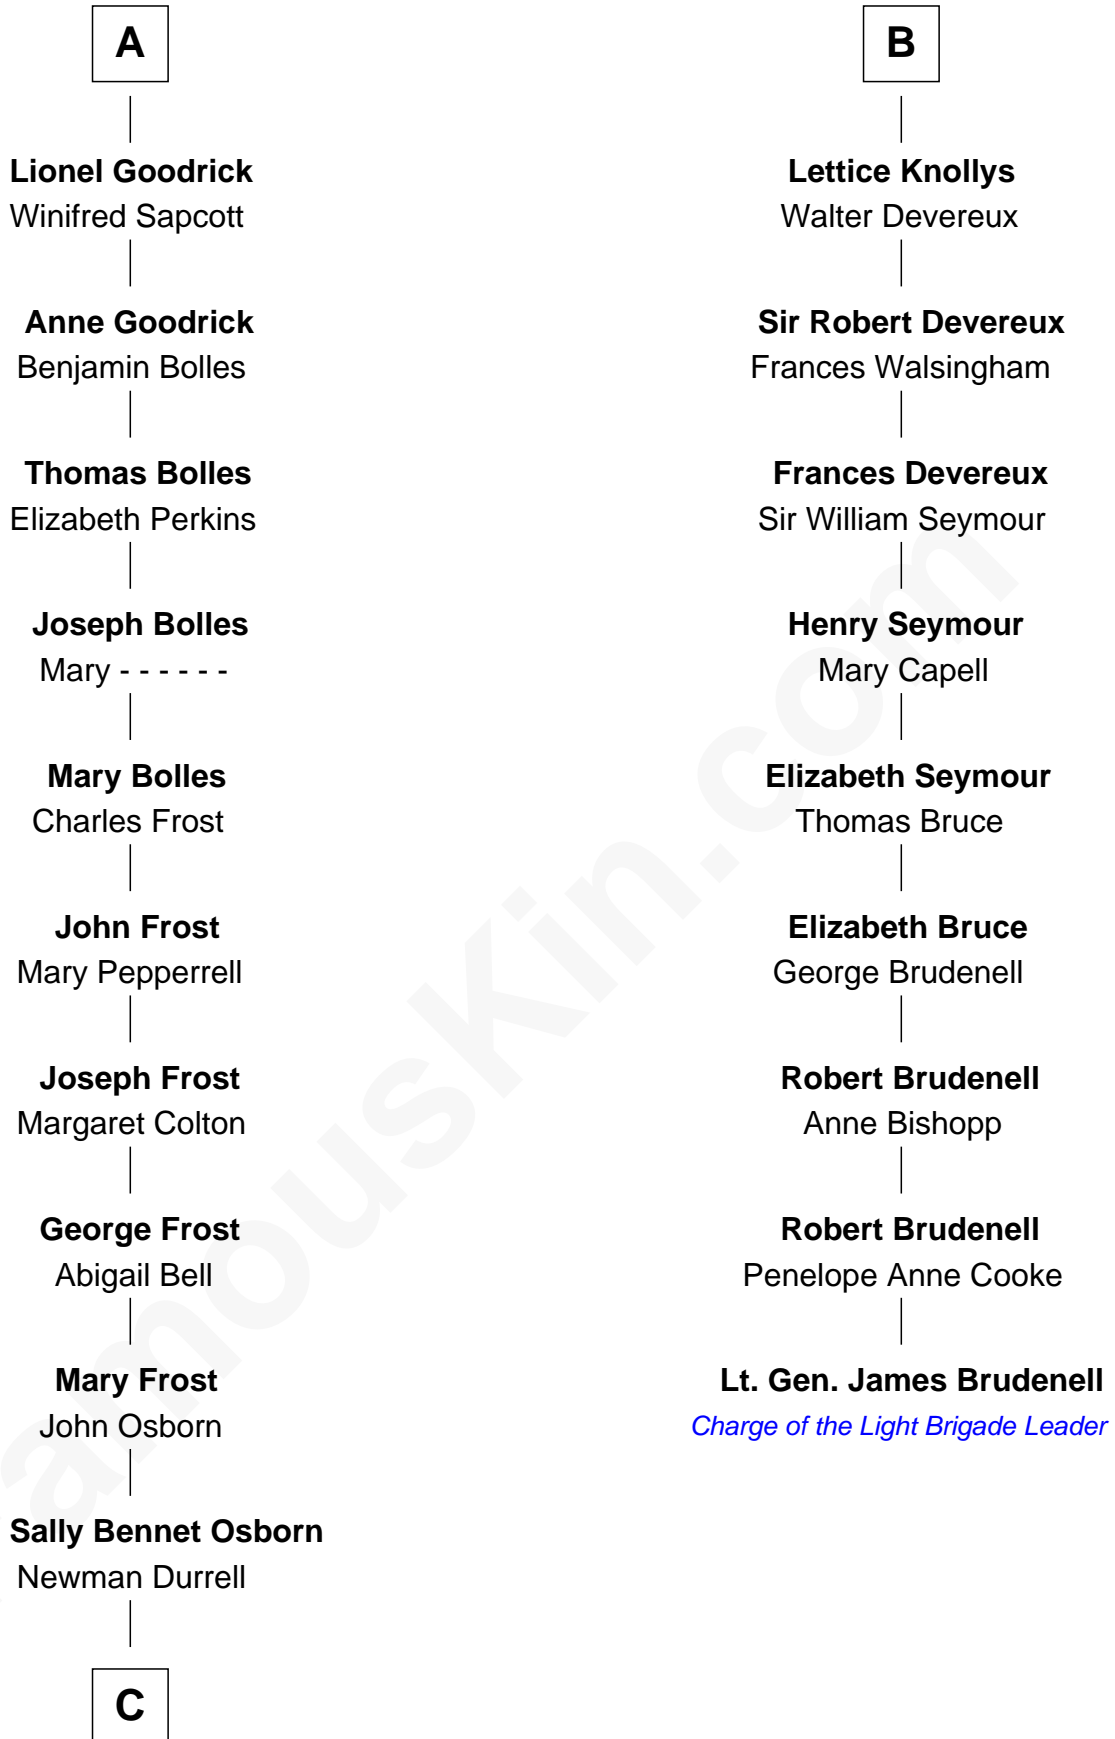 A
Lionel Goodrick
Winifred Sapcott
Anne Goodrick
Benjamin Bolles
Thomas Bolles
Elizabeth Perkins
Joseph Bolles
Mary - - - - - -
Mary Bolles
Charles Frost
John Frost
Mary Pepperrell
Joseph Frost
Margaret Colton
George Frost
Abigail Bell
Mary Frost
John Osborn
Sally Bennet Osborn
Newman Durrell
C
B
Lettice Knollys
Walter Devereux
Sir Robert Devereux
Frances Walsingham
Frances Devereux
Sir William Seymour
Henry Seymour
Mary Capell
Elizabeth Seymour
Thomas Bruce
Elizabeth Bruce
George Brudenell
Robert Brudenell
Anne Bishopp
Robert Brudenell
Penelope Anne Cooke
Lt. Gen. James Brudenell
Charge of the Light Brigade Leader
amousKin.com